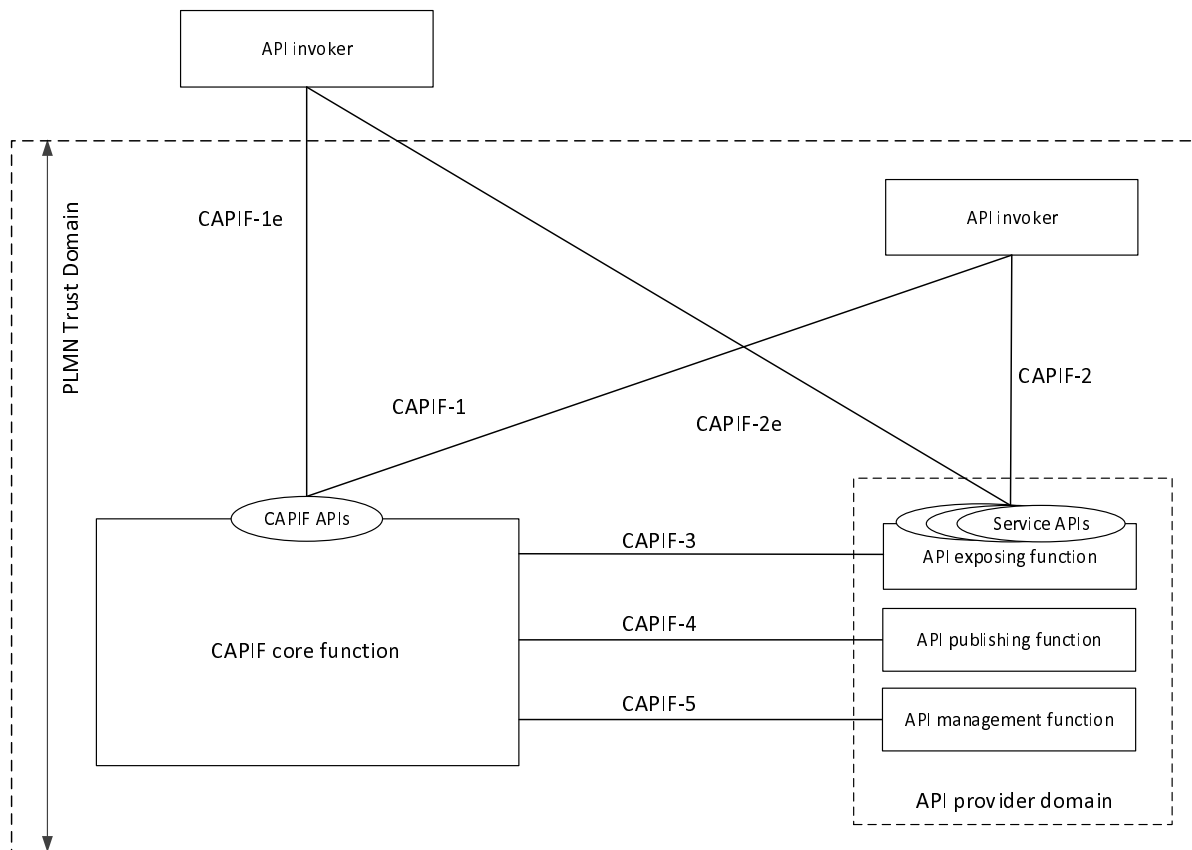 API invoker
PLMN Trust Domain
CAPIF-1e
API invoker
CAPIF-1
CAPIF-2e
CAPIF-2
CAPIF APIs
Service APIs
API exposing function
CAPIF-3
CAPIF core function
CAPIF-4
API publishing function
CAPIF-5
API management function
API provider domain